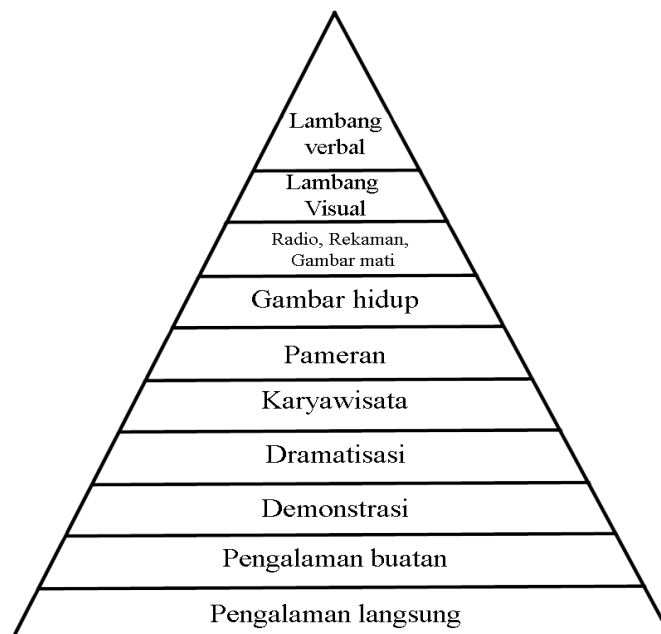 Lambang
verbal
Lambang
Visual
Radio, Rekaman,
Gambar mati
Gambar hidup
Pameran
Karyawisata
Dramatisasi
Demonstrasi
Pengalaman buatan
Pengalaman langsung